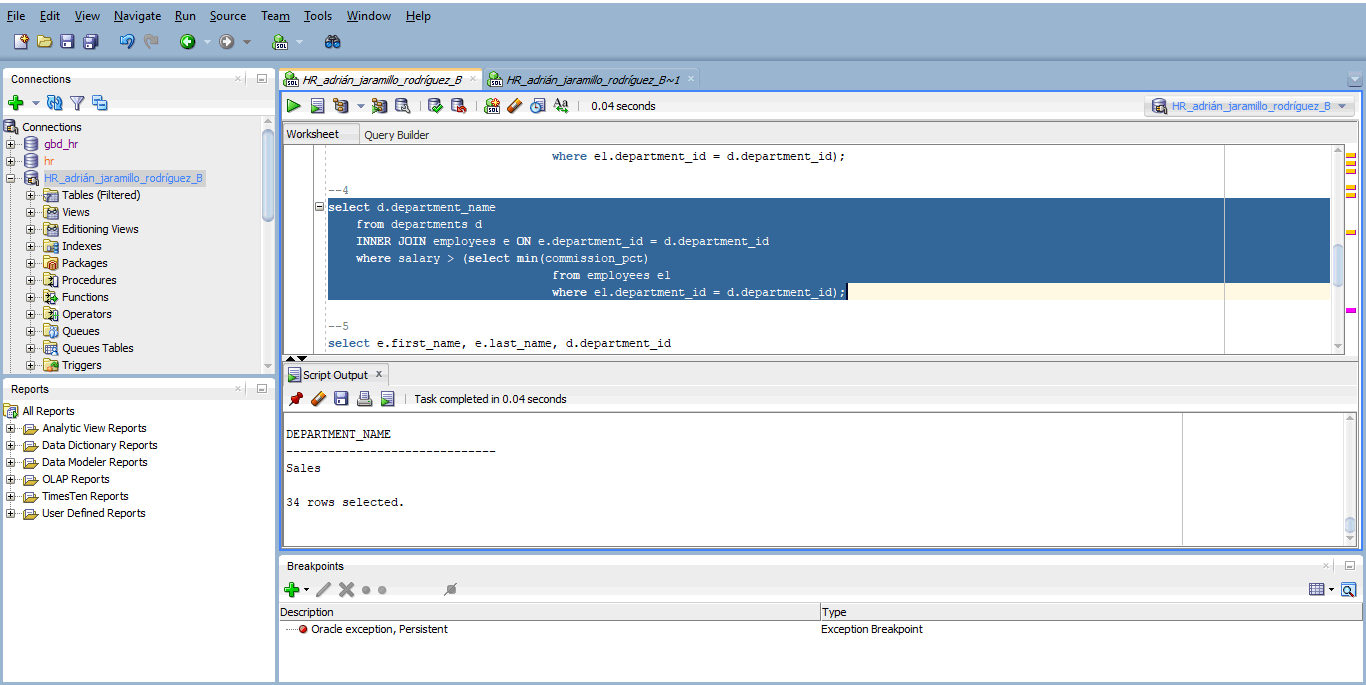 File Edit View Navigate Run Source Team Tools Window Help
Connections
Connections
gbd_hr
hr
HR_adrián_jaramillo_rodríguez_B
Tables (Filtered)
Views
Editioning Views
Indexes
Packages
Procedures
Functions
Operators
Queues
Queues Tables
Triggers
Reports
All Reports
Analytic View Reports
Data Dictionary Reports
Data Modeler Reports
OLAP Reports
TimesTen Reports
User Defined Reports
HR_adrián_jaramillo_rodríguez_B HR_adrián_jaramillo_rodríguez_B~1
0.04 seconds HR_adrián_jaramillo_rodríguez_B
Worksheet Query Builder
where e1.department_id = d.department_id);
--4
select d.department_name
from departments d
INNER JOIN employees e ON e.department_id = d.department_id
where salary > (select min(commission_pct)
from employees e1
where e1.department_id = d.department_id);
--5
select e.first_name, e.last_name, d.department_id
Script Output x
Task completed in 0.04 seconds
DEPARTMENT_NAME
------------------------------
Sales
34 rows selected.
Breakpoints
Description Type
Oracle exception, Persistent Exception Breakpoint